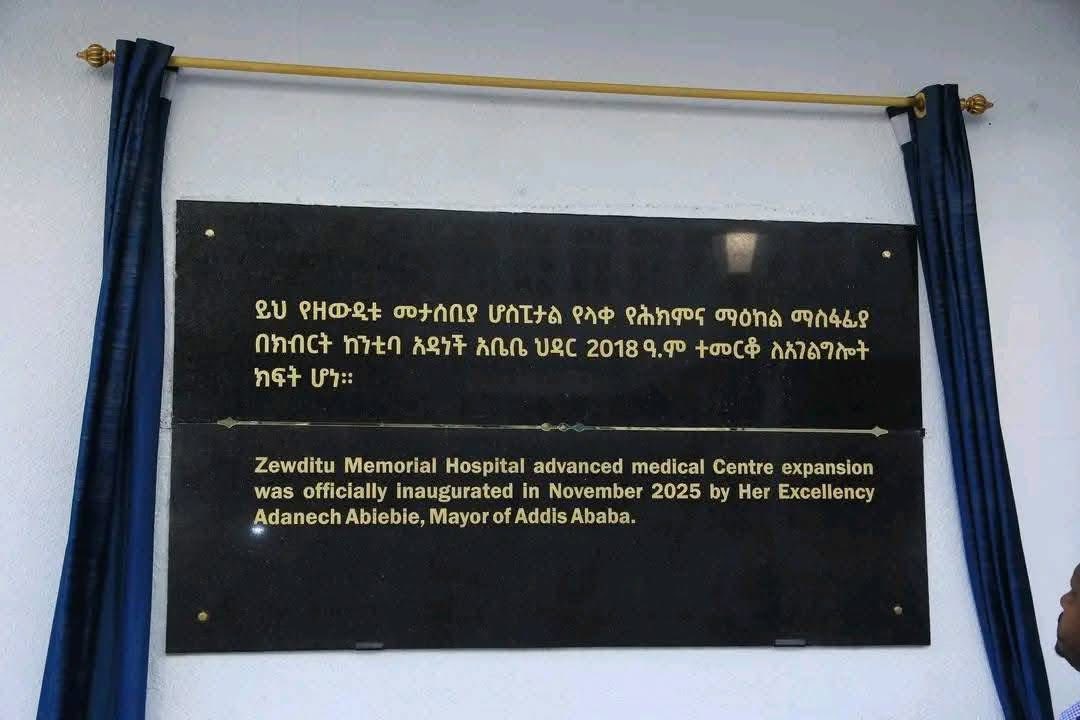 ይህ የዘውዲቱ መታሰቢያ ሆስፒታል የላቀ የሕክምና ማዕከል ማስፋፊያ
በክብርት ከንቲባ አዳነች አቤቤ ህዳር 2018 ዓ.ም ተመርቆ ለአገልግሎት
ክፍት ሆነ።
Zewditu Memorial Hospital advanced medical Centre expansion
was officially inaugurated in November 2025 by Her Excellency
Adanech Abiebie, Mayor of Addis Ababa.